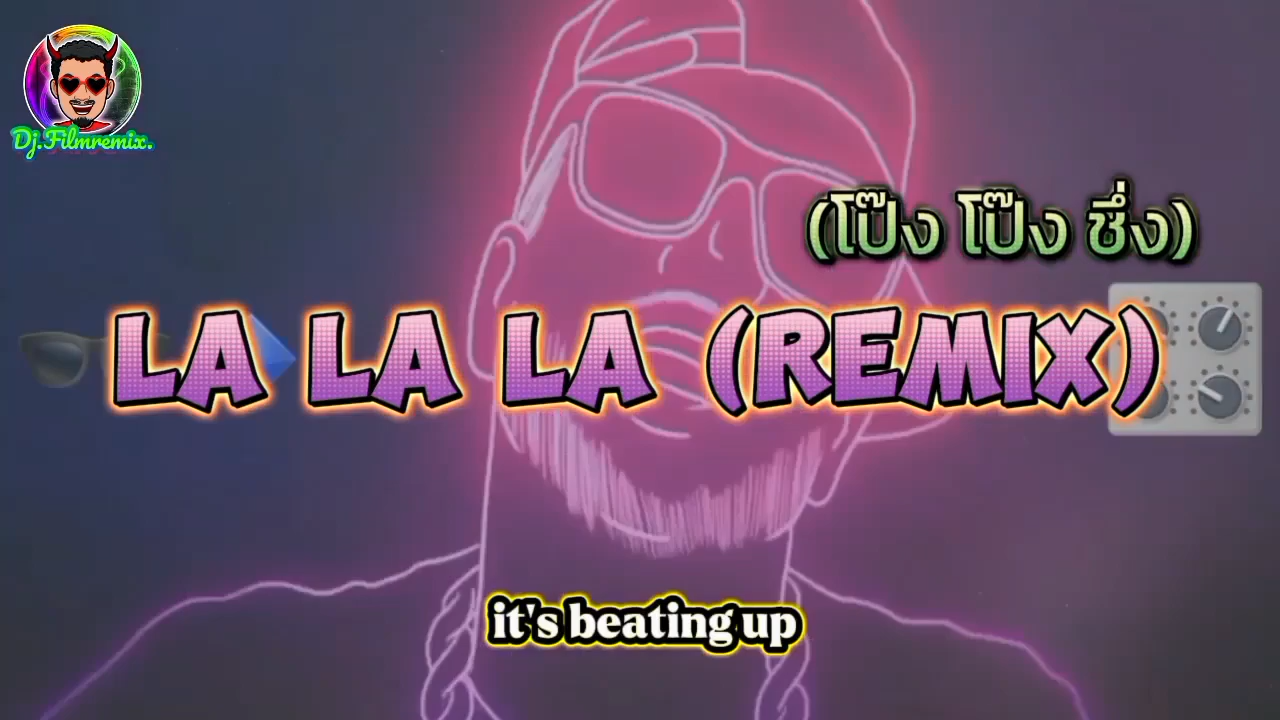 Dj.Filmremix.
(โป๊ง โป๊ง ชึ่ง)
LA LA LA (REMIX)
it's beating up